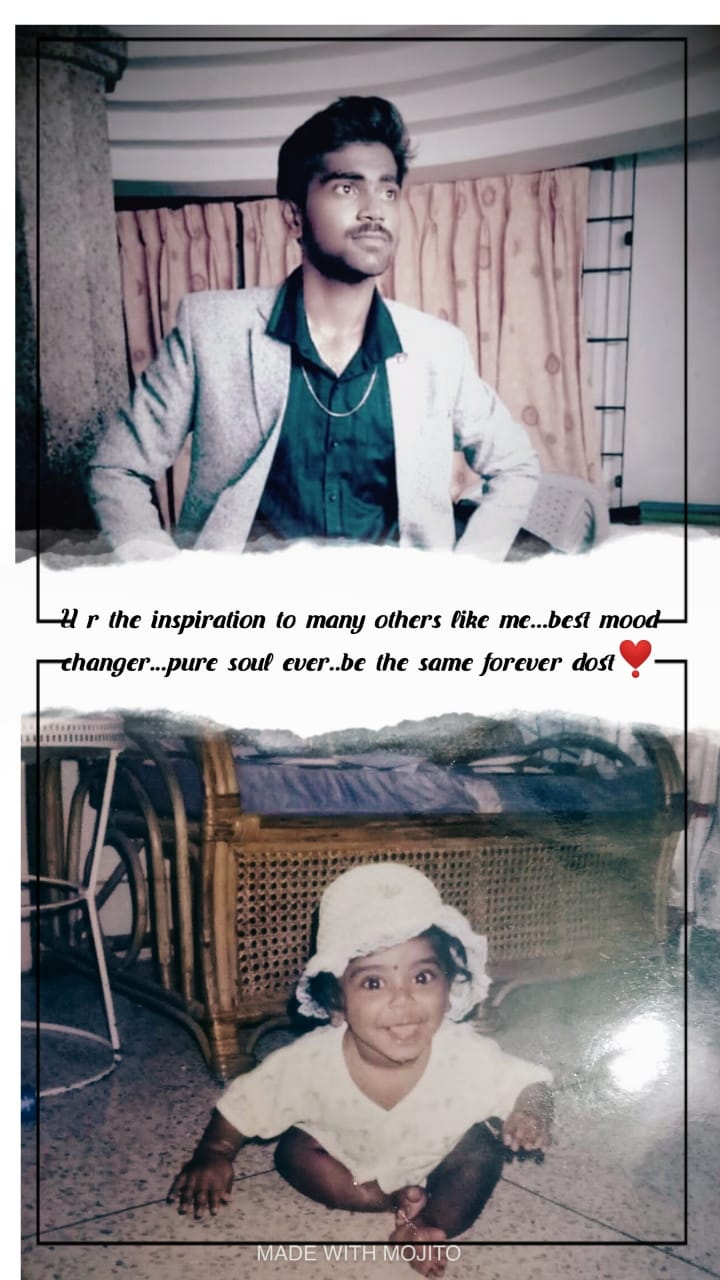 U r the inspiration to many others like me...best mood
changer...pure soul ever..be the same forever dost❣️
MADE WITH MOJITO